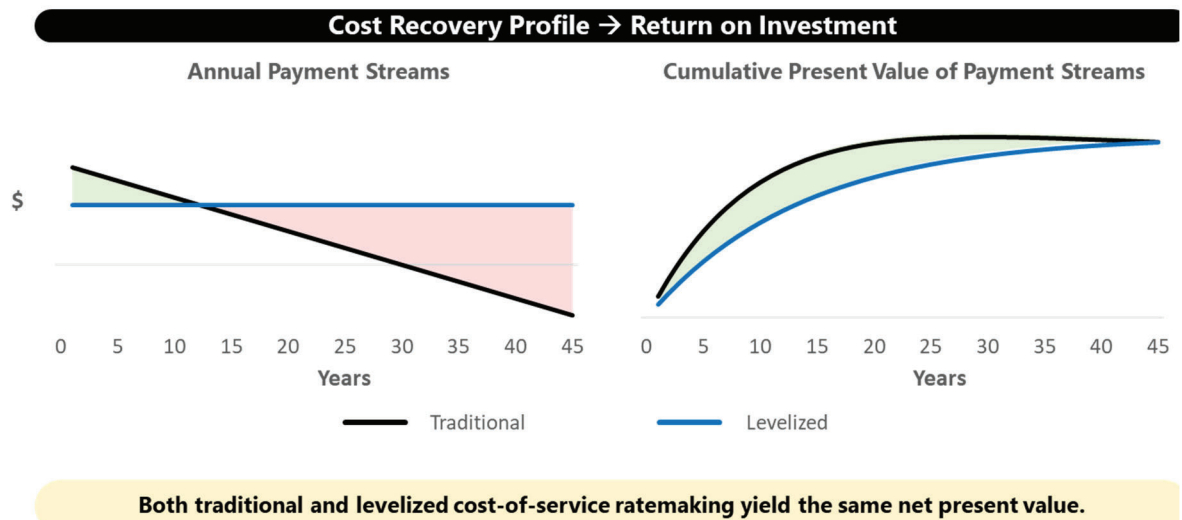 Cost Recovery Profile → Return on Investment
Annual Payment Streams
$
0 5 10 15 20 25 30 35 40 45
Years
Cumulative Present Value of Payment Streams
0 5 10 15 20 25 30 35 40 45
Years
Traditional
Levelized
Both traditional and levelized cost-of-service ratemaking yield the same net present value.